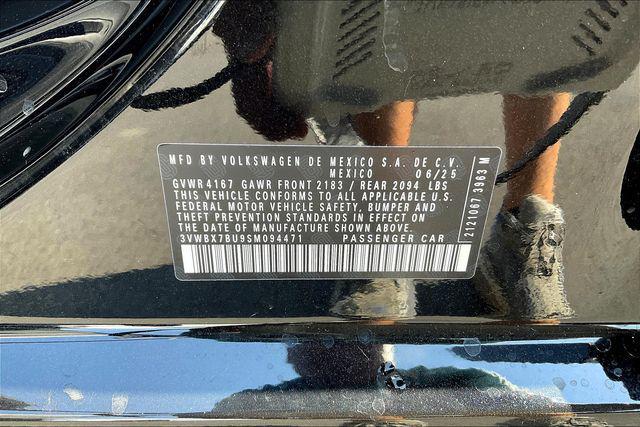 MFD BY VOLKSWAGEN DE MEXICO S.A. DE C.V.
MEXICO 06/25
GVWR4167 GAWR FRONT 2183 / REAR 2094 LBS
THIS VEHICLE CONFORMS TO ALL APPLICABLE
FEDERAL MOTOR VEHICLE SAFETY, BUMPER AND
THEFT PREVENTION STANDARDS IN EFFECT ON
THE DATE OF MANUFACTURE SHOWN ABOVE.
3VWBX7BU9SM094471 PASSENGER CAR
2121067 3963 M